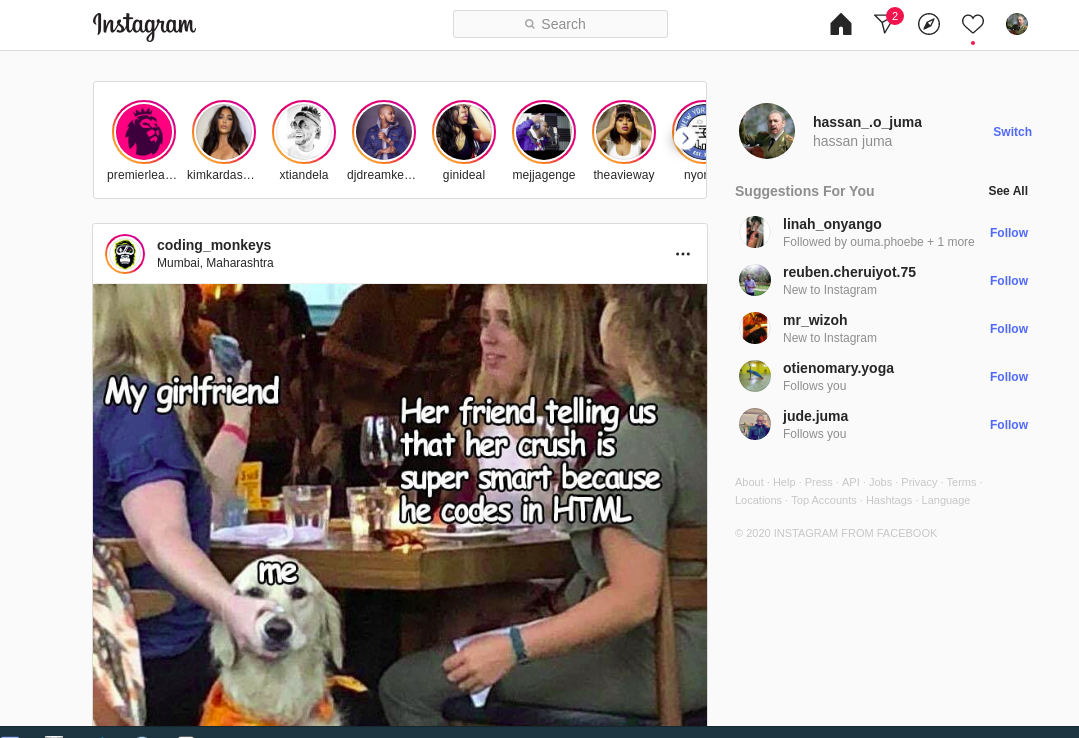 Instagram
Search
2
premierlea…
kimkardas…
xtiandela
djdreamke…
ginideal
mejjagenge
theavieway
nyor
hassan_.o_juma
hassan juma
Switch
Suggestions For You
See All
coding_monkeys
Mumbai, Maharashtra
linah_onyango
Followed by ouma.phoebe + 1 more
Follow
reuben.cheruiyot.75
New to Instagram
Follow
mr_wizoh
New to Instagram
Follow
otienomary.yoga
Follows you
Follow
jude.juma
Follows you
Follow
My girlfriend
Her friend telling us
that her crush is
super smart because
he codes in HTML
me
About · Help · Press · API · Jobs · Privacy · Terms ·
Locations · Top Accounts · Hashtags · Language
© 2020 INSTAGRAM FROM FACEBOOK